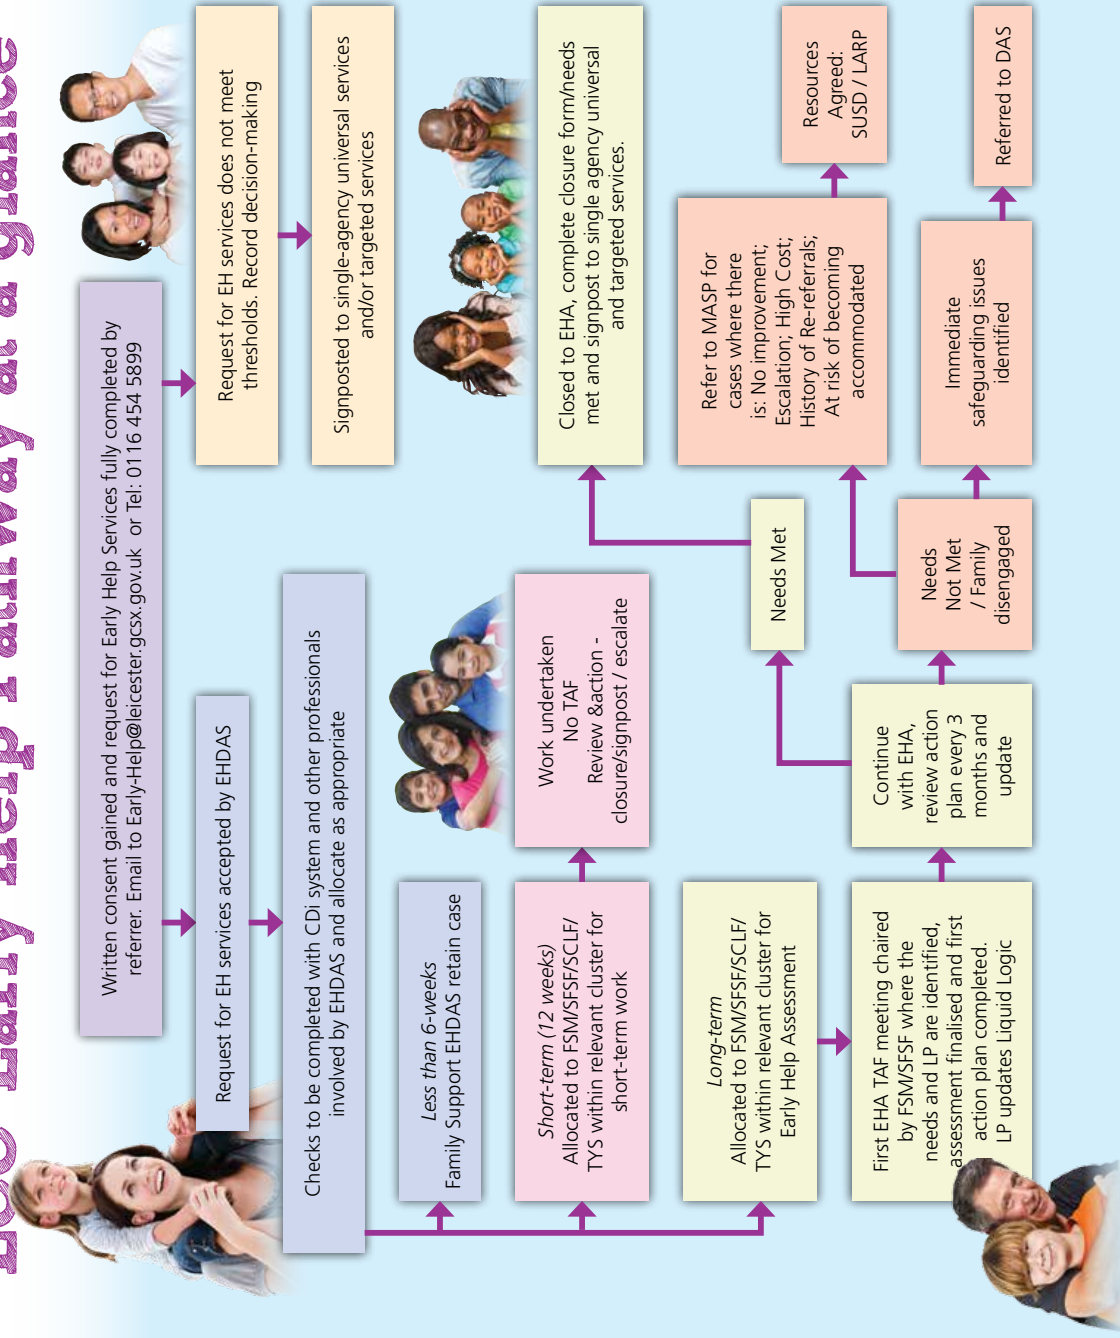 LCC Early Help Pathway at a glance
Written consent gained and request for Early Help Services fully completed by
referrer. Email to Early-Help@leicester.gcsx.gov.uk or Tel: 0116 454 5899
Request for EH services accepted by EHDAS
Checks to be completed with CDi system and other professionals
involved by EHDAS and allocate as appropriate
Request for EH services does not meet
thresholds. Record decision-making
Signposted to single-agency universal services
and/or targeted services
Less than 6-weeks
Family Support EHDAS retain case
Short-term (12 weeks)
Allocated to FSM/SFSF/SCLF/
TYS within relevant cluster for
short-term work
Work undertaken
No TAF
Review &action -
closure/signpost / escalate
Long-term
Allocated to FSM/SFSF/SCLF/
TYS within relevant cluster for
Early Help Assessment
First EHA TAF meeting chaired
by FSM/SFSF where the
needs and LP are identified,
assessment finalised and first
action plan completed.
LP updates Liquid Logic
Continue
with EHA,
review action
plan every 3
months and
update
Needs Met
Closed to EHA, complete closure form/needs
met and signpost to single agency universal
and targeted services.
Needs
Not Met
/ Family
disengaged
Refer to MASP for
cases where there
is: No improvement;
Escalation; High Cost;
History of Re-referrals;
At risk of becoming
accommodated
Resources
Agreed:
SUSD / LARP
Immediate
safeguarding issues
identified
Referred to DAS